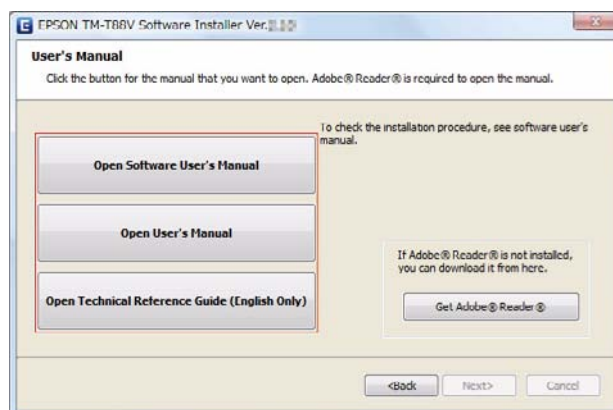 EPSON TM-T88V Software Installer Ver.
User's Manual
Click the button for the manual that you want to open. Adobe® Reader® is required to open the manual.
To check the installation procedure, see software user's
manual.
Open Software User's Manual
Open User's Manual
Open Technical Reference Guide (English Only)
If Adobe® Reader® is not installed,
you can download it from here.
Get Adobe® Reader®
<Back
Next>
Cancel